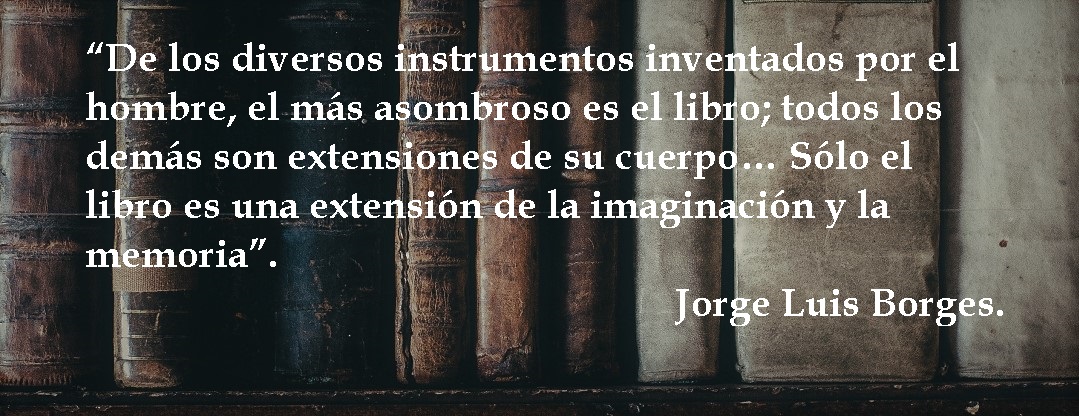 “De los diversos instrumentos inventados por el
hombre, el más asombroso es el libro; todos los
demás son extensiones de su cuerpo… Sólo el
libro es una extensión de la imaginación y la
memoria”.
Jorge Luis Borges.